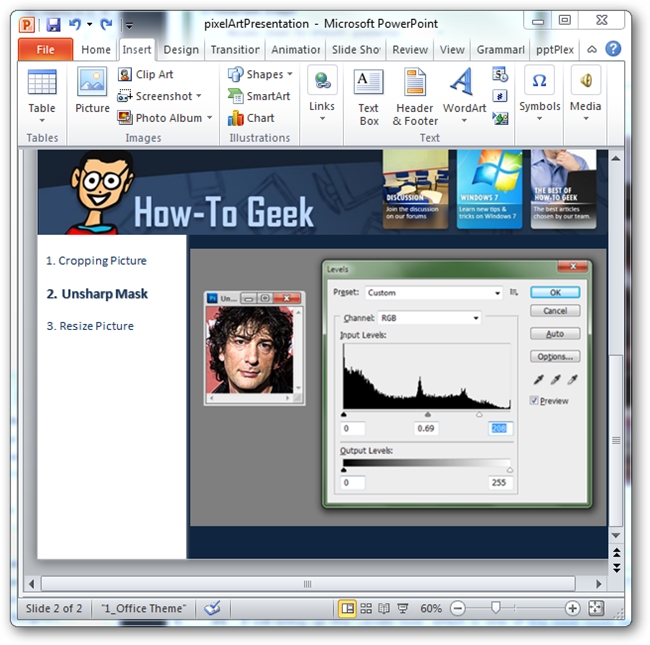 pixelArtPresentation - Microsoft PowerPoint
File Home Insert Design Transition Animation Slide Sho Review View Grammarl pptPlex
Table
Picture
Clip Art
Screenshot
Photo Album
Shapes
SmartArt
Chart
Links
Text Box
Header & Footer
WordArt
Symbols
Media
Tables Images Illustrations Text
How-To Geek
DISCUSSION
Join the discussion
on our forums
WINDOWS 7
Learn new tips &
tricks on Windows 7
THE BEST OF
HOW-TO GEEK
The best articles
chosen by our team.
1. Cropping Picture
2. Unsharp Mask
3. Resize Picture
Un...
Levels
Preset: Custom
OK
Cancel
Auto
Options...
Preview
Channel: RGB
Input Levels:
0 0.69 208
Output Levels:
0 255
Slide 2 of 2 "1_Office Theme" 60%